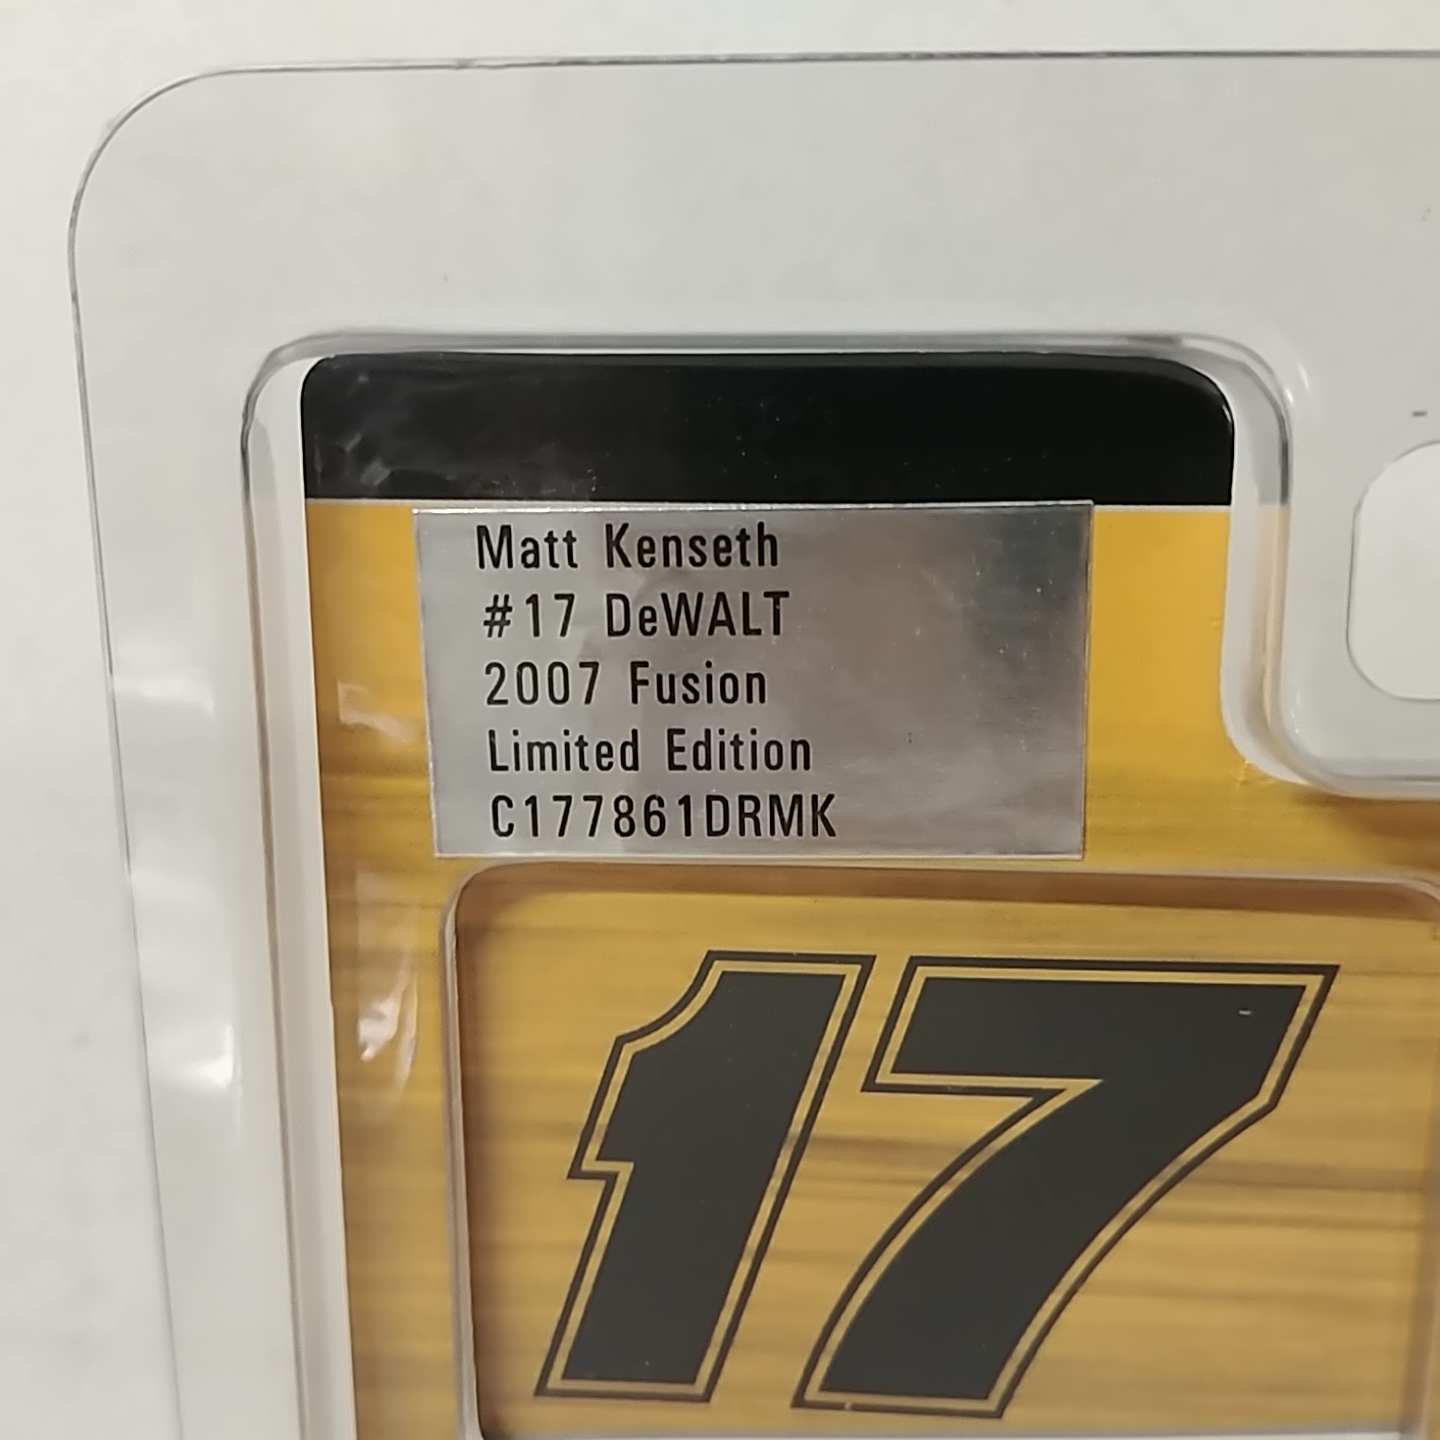 Matt Kenseth
#17 DeWALT
2007 Fusion
Limited Edition
C177861DRMK
17